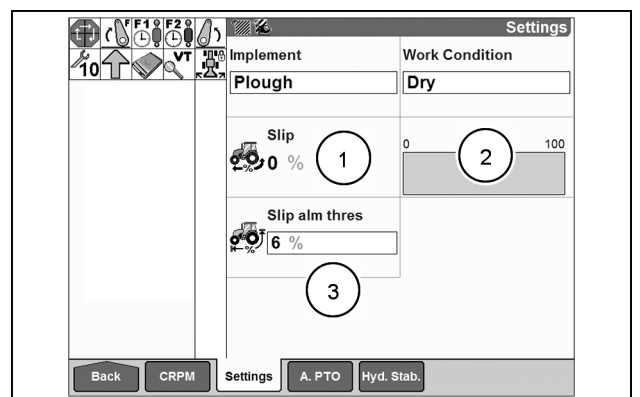 F F1 F2 Settings
10 VT
Implement Work Condition
Plough Dry
Slip
0 % 1
0 100
2
Slip alm thres
6 %
3
Back CRPM Settings A. PTO Hyd. Stab.